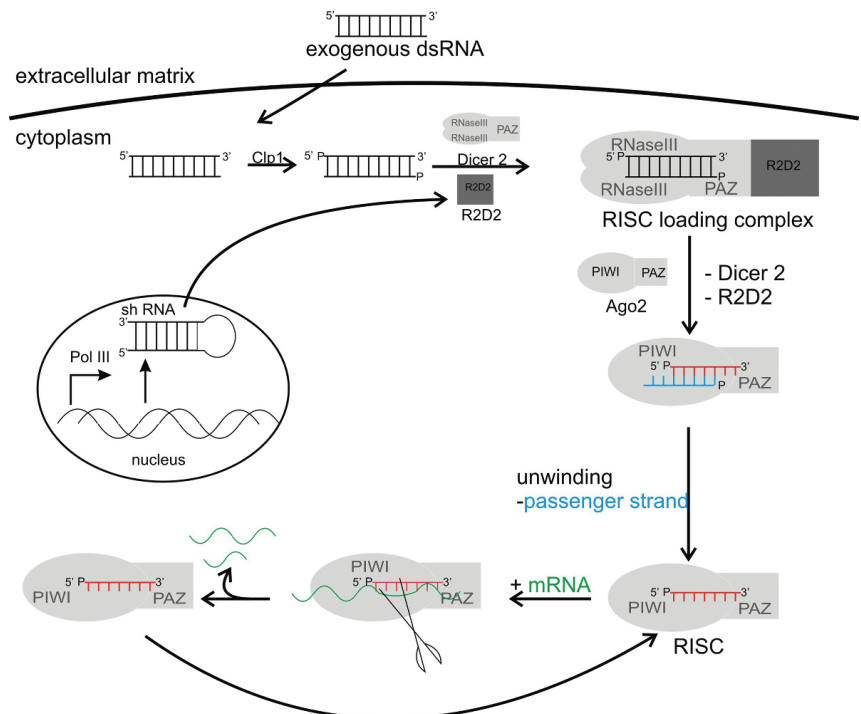 5' 3'
exogenous dsRNA
extracellular matrix
cytoplasm
5' 3'
Clp1
5' P 3'
P
RNaseIII
RNaseIII
PAZ
Dicer 2
R2D2
R2D2
RNaseIII
5' P 3'
RNaseIII
PAZ
R2D2
RISC loading complex
PIWI PAZ
Ago2
- Dicer 2
- R2D2
sh RNA
3'
5'
Pol III
nucleus
PIWI
5' P 3'
P
PAZ
unwinding
-passenger strand
5' P 3'
PIWI PAZ
RISC
+ mRNA
PIWI
5' P 3'
PAZ
5' P 3'
PIWI PAZ